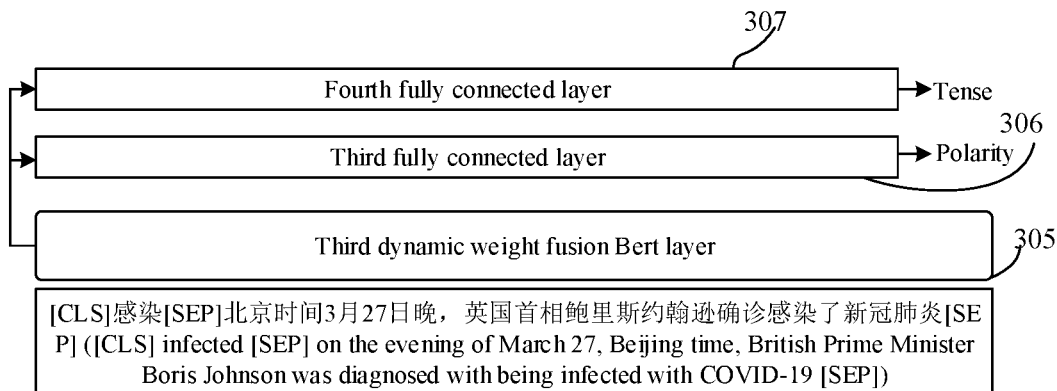 307
Fourth fully connected layer
Tense
306
Third fully connected layer
Polarity
Third dynamic weight fusion Bert layer
305
[CLS]感染[SEP]北京时间3月27日晚，英国首相鲍里斯约翰逊确诊感染了新冠肺炎[SE
P] ([CLS] infected [SEP] on the evening of March 27, Beijing time, British Prime Minister
Boris Johnson was diagnosed with being infected with COVID-19 [SEP])